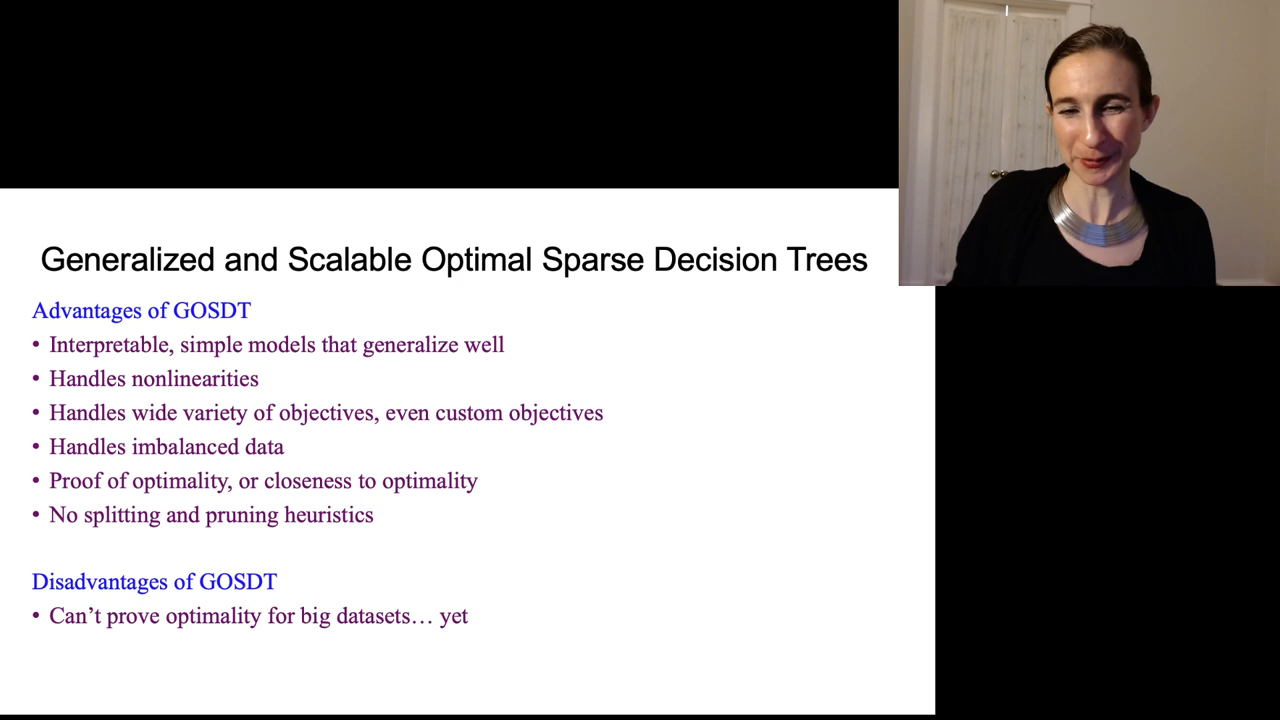 Generalized and Scalable Optimal Sparse Decision Trees
Advantages of GOSDT
• Interpretable, simple models that generalize well
• Handles nonlinearities
• Handles wide variety of objectives, even custom objectives
• Handles imbalanced data
• Proof of optimality, or closeness to optimality
• No splitting and pruning heuristics
Disadvantages of GOSDT
• Can’t prove optimality for big datasets… yet